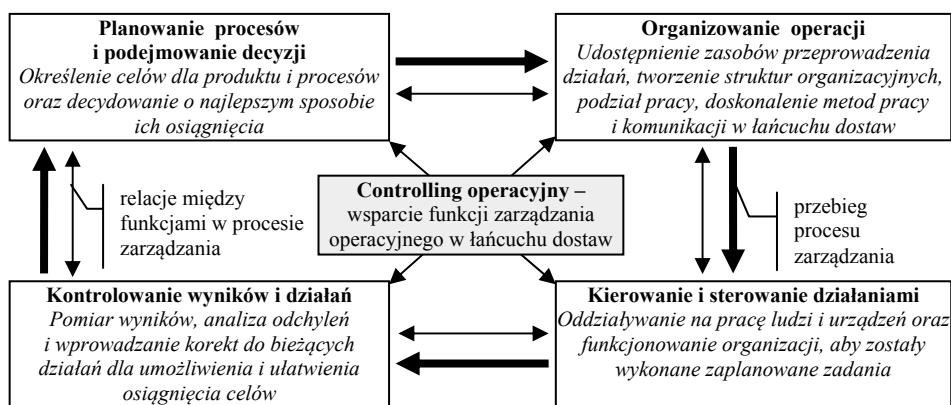 Planowanie procesów
i podejmowanie decyzji
Określenie celów dla produktu i procesów
oraz decydowanie o najlepszym sposobie
ich osiągnięcia
Organizowanie operacji
Udostępnienie zasobów przeprowadzenia
działań, tworzenie struktur organizacyjnych,
podział pracy, doskonalenie metod pracy
i komunikacji w łańcuchu dostaw
relacje między
funkcjami w procesie
zarządzania
Controlling operacyjny –
wsparcie funkcji zarządzania
operacyjnego w łańcuchu dostaw
przebieg
procesu
zarządzania
Kontrolowanie wyników i działań
Pomiar wyników, analiza odchyleń
i wprowadzanie korekt do bieżących
działań dla umożliwienia i ułatwienia
osiągnięcia celów
Kierowanie i sterowanie działaniami
Oddziaływanie na pracę ludzi i urządzeń oraz
funkcjonowanie organizacji, aby zostały
wykonane zaplanowane zadania